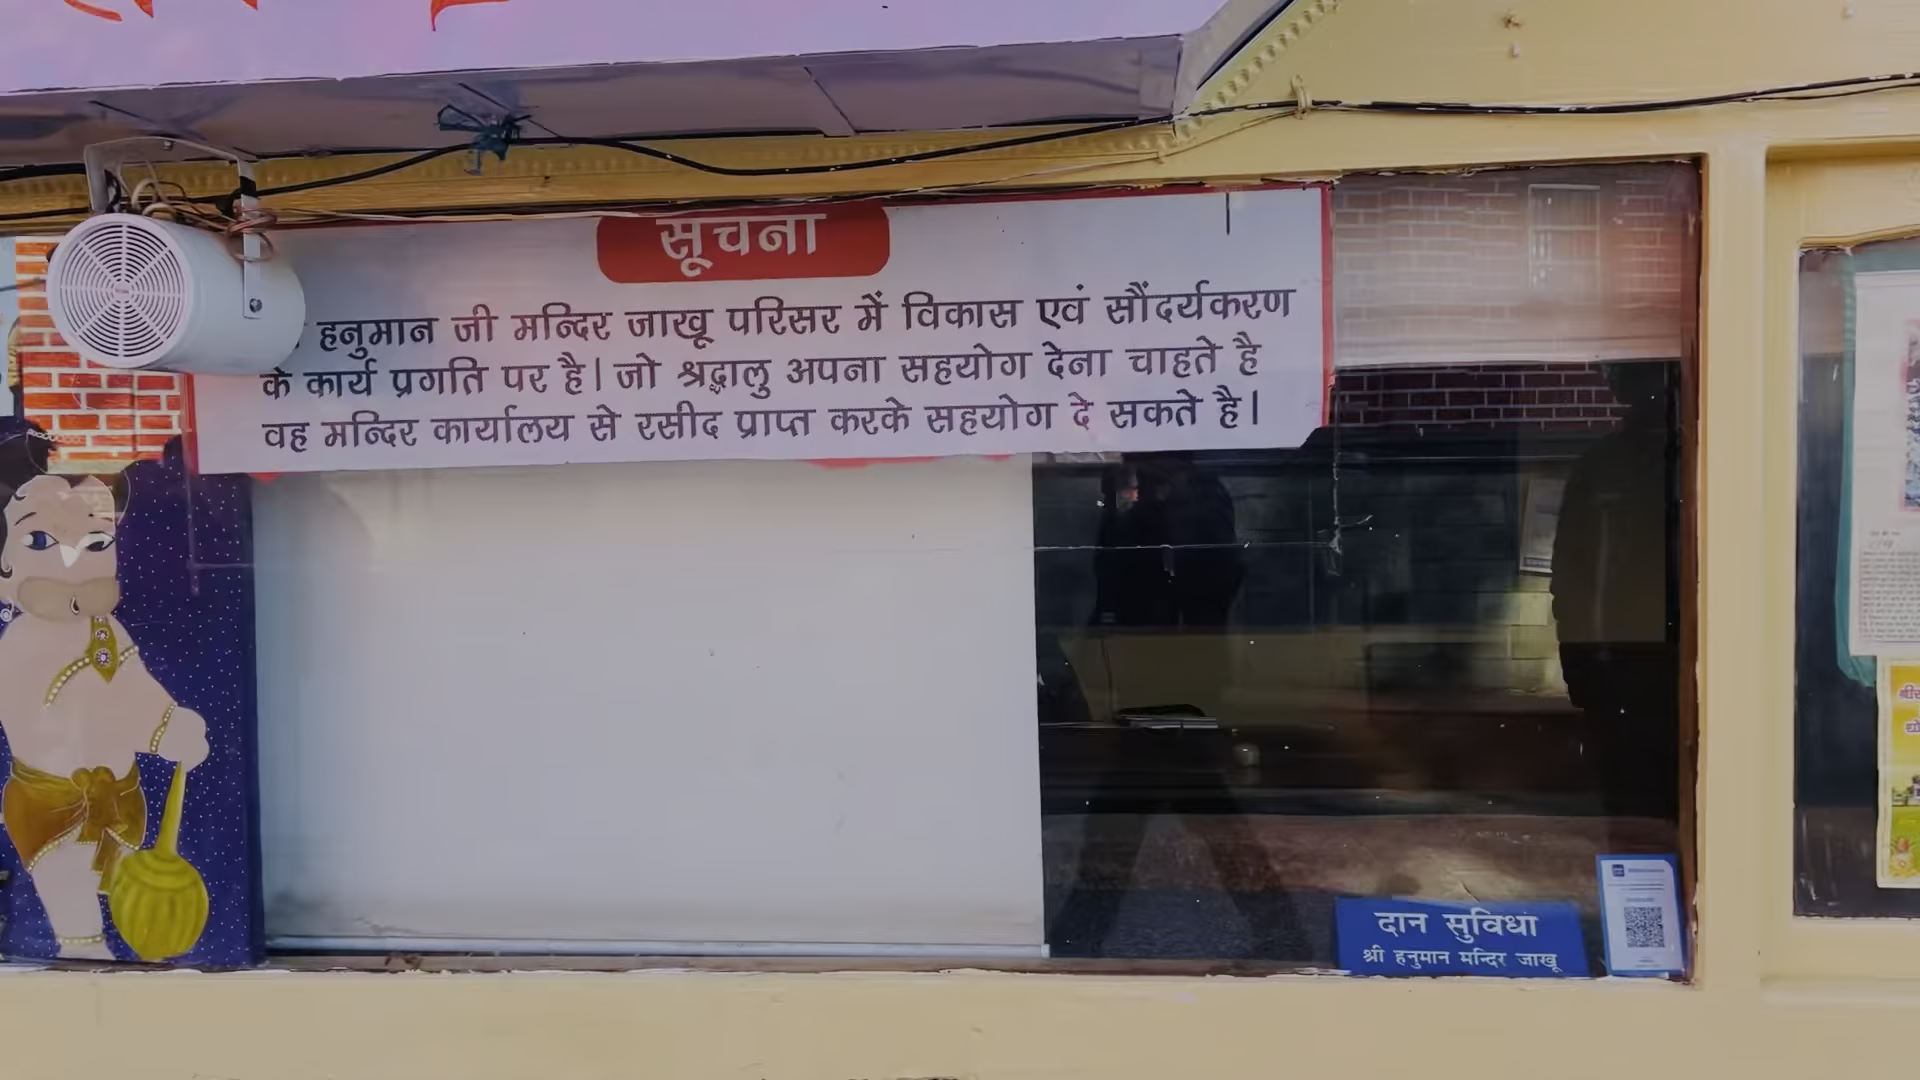 सूचना
हनुमान जी मन्दिर जाखू परिसर में विकास एवं सौंदर्यकरण
के कार्य प्रगति पर है। जो श्रद्धालु अपना सहयोग देना चाहते है
वह मन्दिर कार्यालय से रसीद प्राप्त करके सहयोग दे सकते है।
दान सुविधा
श्री हनुमान मन्दिर जाखू